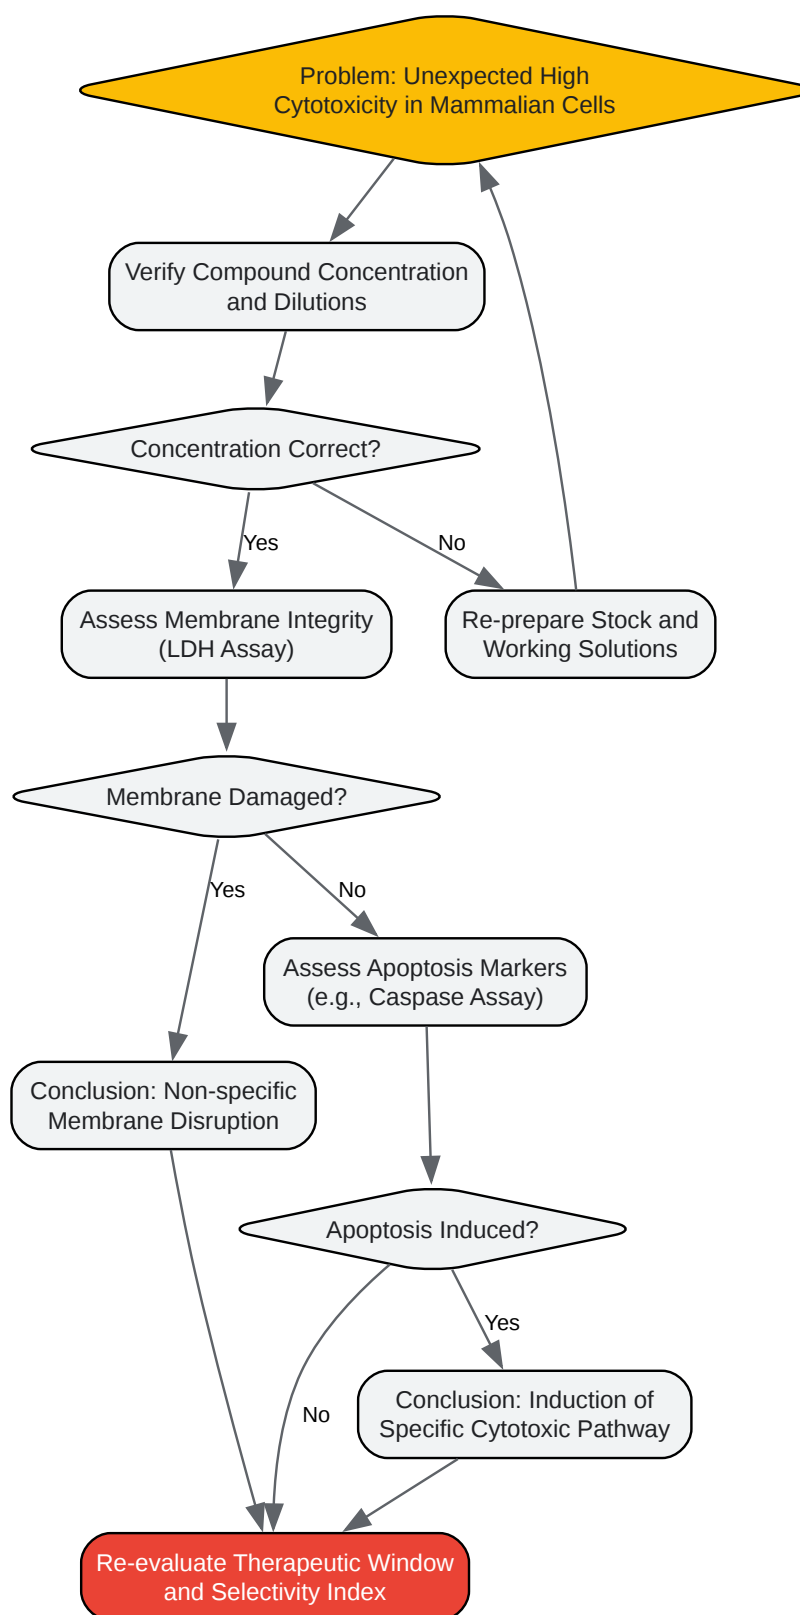 Problem: Unexpected High
Cytotoxicity in Mammalian Cells
Verify Compound Concentration
and Dilutions
Concentration Correct?
Yes
No
Assess Membrane Integrity
(LDH Assay)
Re-prepare Stock and
Working Solutions
Membrane Damaged?
Yes
No
Assess Apoptosis Markers
(e.g., Caspase Assay)
Conclusion: Non-specific
Membrane Disruption
Apoptosis Induced?
Yes
No
Conclusion: Induction of
Specific Cytotoxic Pathway
Re-evaluate Therapeutic Window
and Selectivity Index